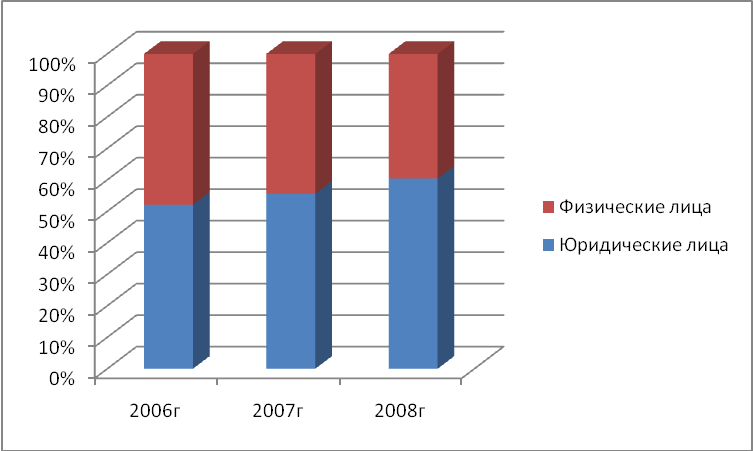 100%
90%
80%
70%
60%
50%
40%
30%
20%
10%
0%
2006г
2007г
2008г
Физические лица
Юридические лица